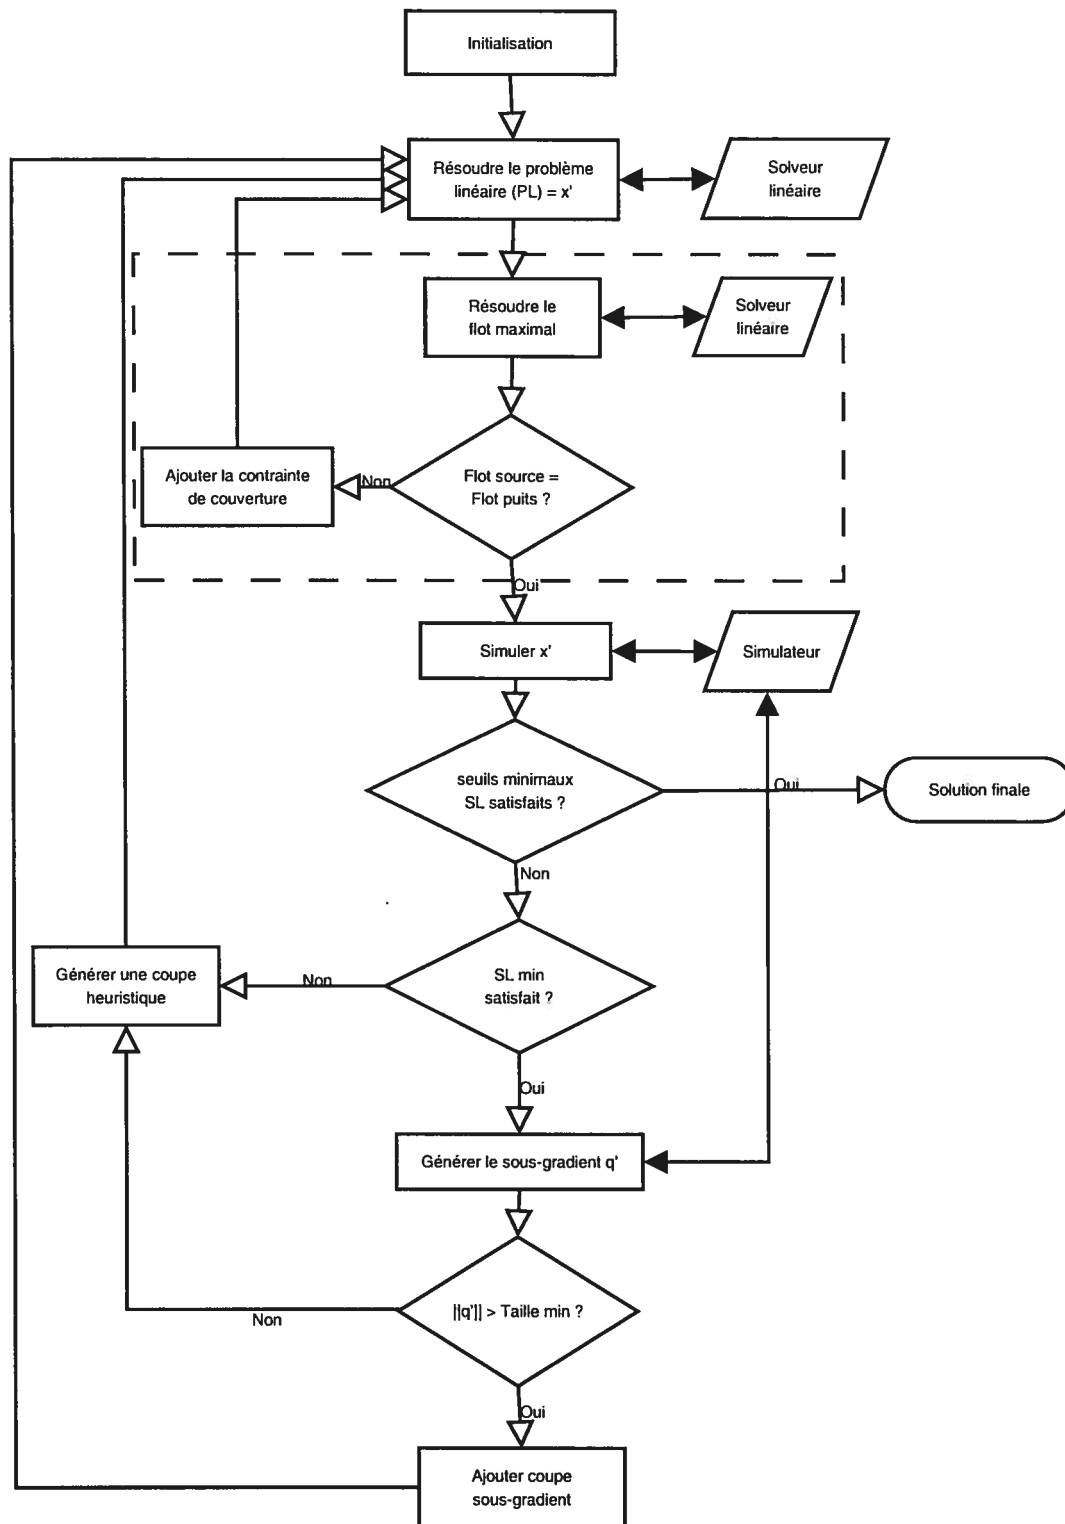 Initialisation
Résoudre le problème
linéaire (PL) = x'
Solveur
linéaire
Résoudre le
flot maximal
Solveur
linéaire
Ajouter la contrainte
de couverture
Non
Flot source =
Flot puits ?
Oui
Simuler x'
Simulateur
seuils minimaux
SL satisfaits ?
Oui
Solution finale
Non
Générer une coupe
heuristique
Non
SL min
satisfait ?
Oui
Générer le sous-gradient q'
||q'|| > Taille min ?
Non
Oui
Ajouter coupe
sous-gradient